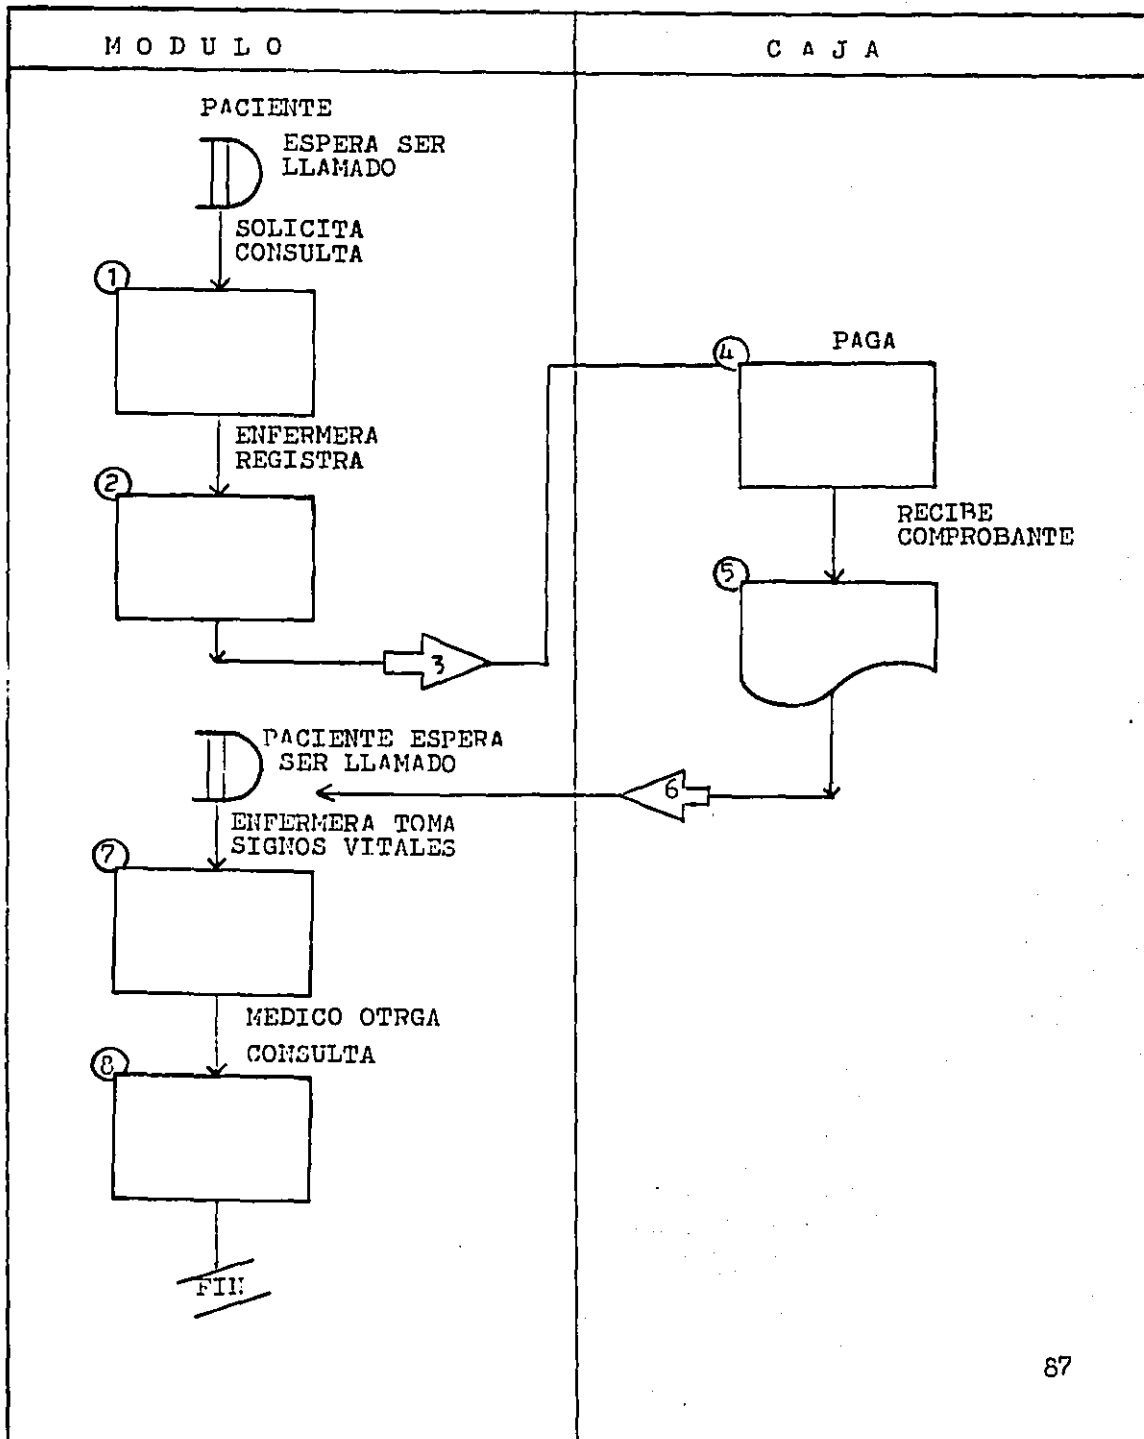 MODULO
CAJA
PACIENTE
ESPERA SER
LLAMADO
SOLICITA
CONSULTA
1
ENFERMERA
REGISTRA
2
3
4
PAGA
RECIBE
COMPROBANTE
5
6
PACIENTE ESPERA
SER LLAMADO
ENFERMERA TOMA
SIGNOS VITALES
7
MEDICO OTRGA
CONSULTA
8
FIN
87